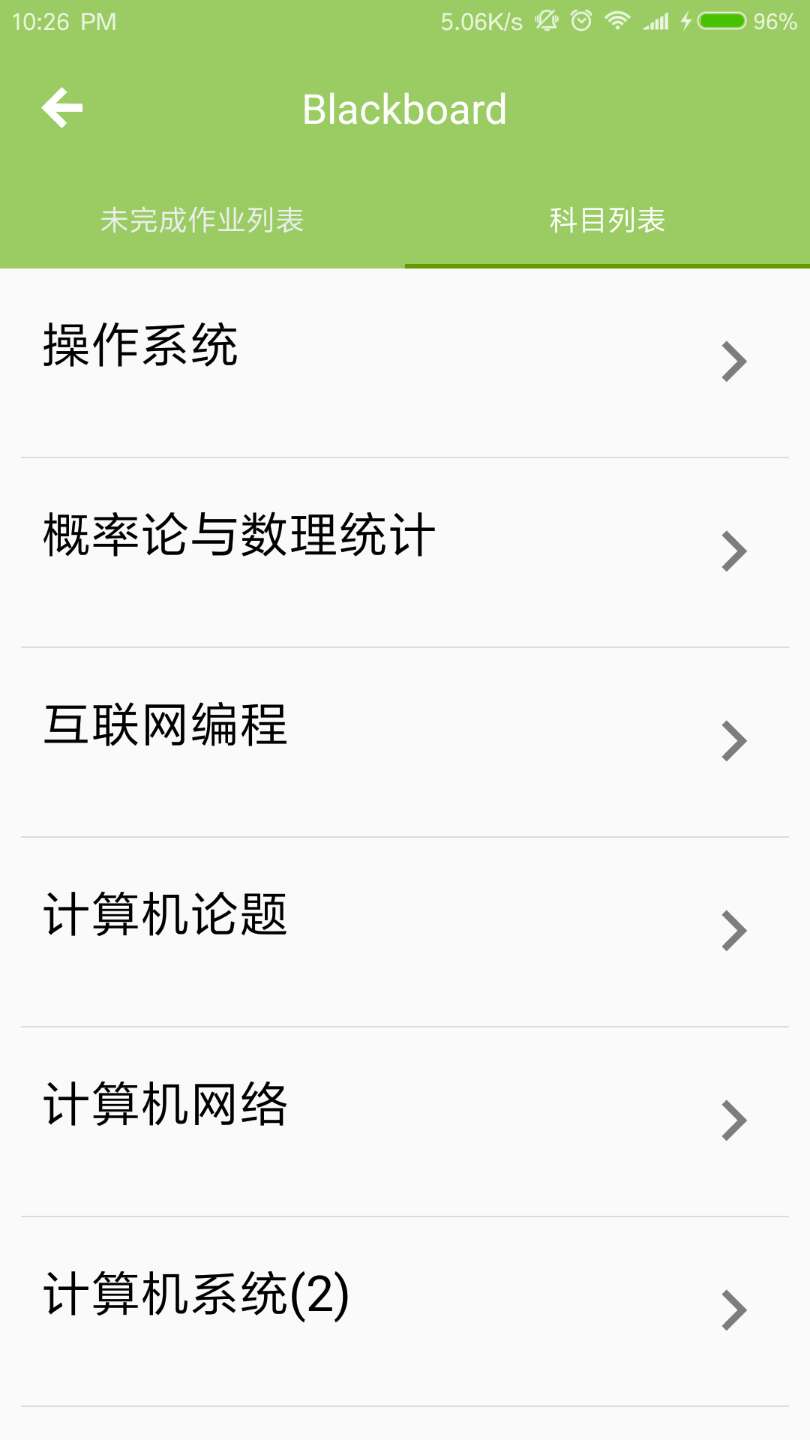 10:26 PM 5.06K/s 96%
Blackboard
未完成作业列表 科目列表
操作系统
概率论与数理统计
互联网编程
计算机论题
计算机网络
计算机系统(2)